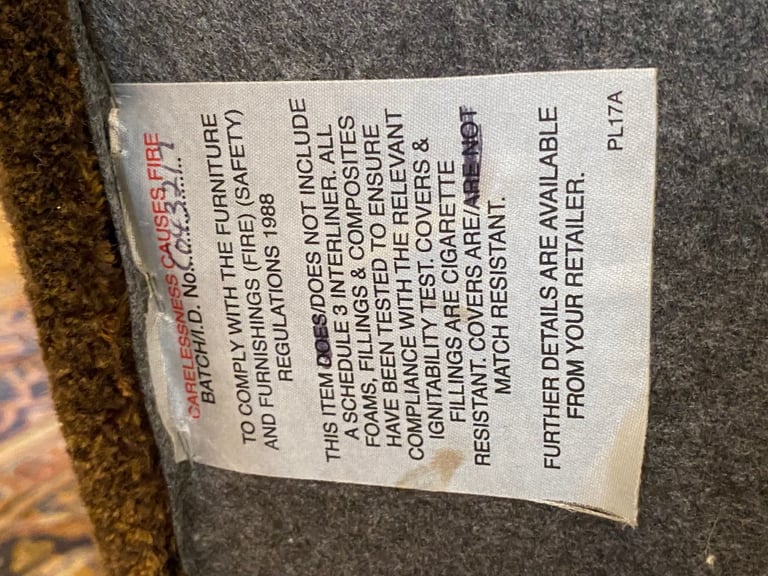 CARELESSNESS CAUSES FIRE
BATCH/I.D. No...C043217...
TO COMPLY WITH THE FURNITURE
AND FURNISHINGS (FIRE) (SAFETY)
REGULATIONS 1988
THIS ITEM DOES/DOES NOT INCLUDE
A SCHEDULE 3 INTERLINER. ALL
FOAMS, FILLINGS & COMPOSITES
HAVE BEEN TESTED TO ENSURE
COMPLIANCE WITH THE RELEVANT
IGNITABILITY TEST. COVERS &
FILLINGS ARE CIGARETTE
RESISTANT. COVERS ARE/ARE NOT
MATCH RESISTANT.
FURTHER DETAILS ARE AVAILABLE
FROM YOUR RETAILER.
PL17A